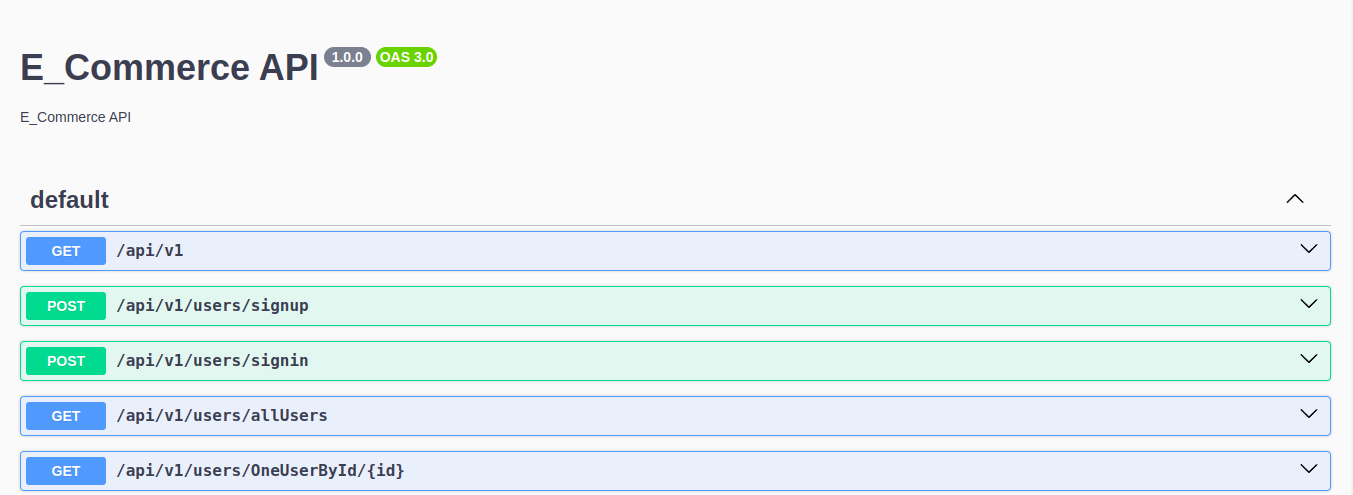 E_Commerce API 1.0.0 OAS 3.0
E_Commerce API
default
GET /api/v1
POST /api/v1/users/signup
POST /api/v1/users/signin
GET /api/v1/users/allUsers
GET /api/v1/users/OneUserById/{id}